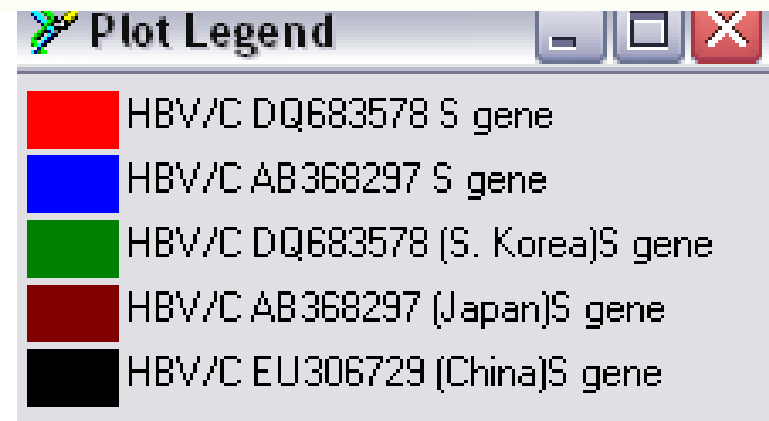 Plot Legend
HBV/C DQ683578 S gene
HBV/C AB368297 S gene
HBV/C DQ683578 (S. Korea)S gene
HBV/C AB368297 (Japan)S gene
HBV/C EU306729 (China)S gene